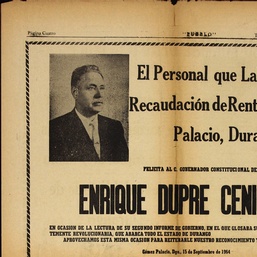 Pagina Cuatro "RUBALO"
El Personal que La
Recaudación de Rent
Palacio, Dura
FELICITA AL C. GOBERNADOR CONSTITUCIONAL DE
ENRIQUE DUPRE CENI
EN OCASION DE LA LECTURA DE SU SEGUNDO INFORME DE GOBIERNO, EN EL QUE GLOSARA S
TEMENTE REVOLUCIONARIA, QUE ABARCA TODO EL ESTADO DE DURANGO
APROVECHAMOS ESTA MISMA OCASION PARA REITERARLE NUESTRO RECONOCIMIENTO Y
Gómez Palacio, Dgo., 15 de Septiembre de 1964